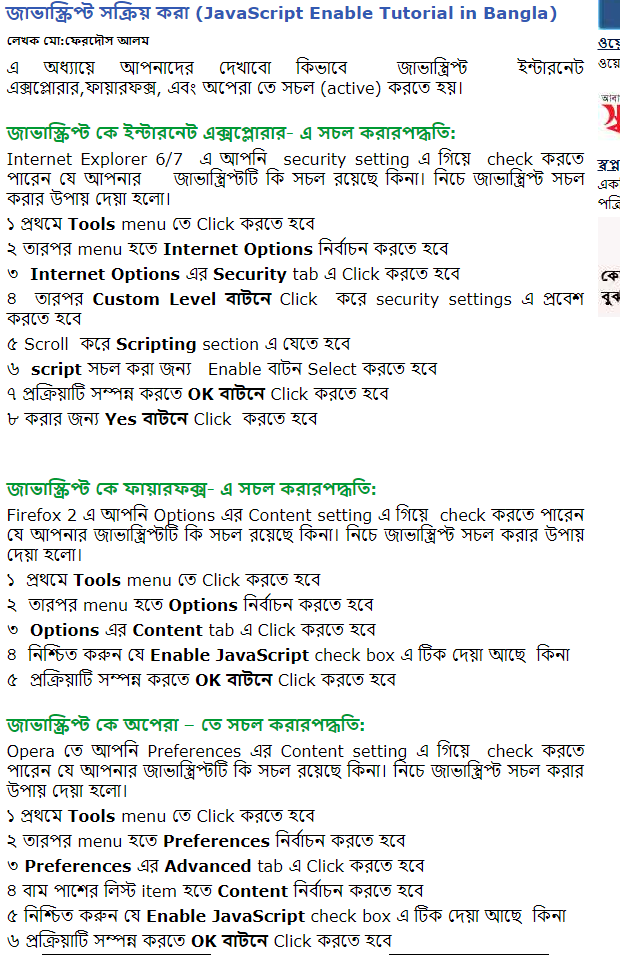 জাভাস্ক্রিপ্ট সক্রিয় করা (JavaScript Enable Tutorial in Bangla)
লেখক মো:ফেরদৌস আলম
এ অধ্যায়ে আপনাদের দেখাবো কিভাবে জাভাস্ত্রিপ্ট ইন্টারনেট
এক্সপ্লোরার,ফায়ারফক্স, এবং অপেরা তে সচল (active) করতে হয়।
জাভাস্ক্রিপ্ট কে ইন্টারনেট এক্সপ্লোরার- এ সচল করারপদ্ধতি:
Internet Explorer 6/7 এ আপনি security setting এ গিয়ে check করতে
পারেন যে আপনার জাভাস্ত্রিপ্টটি কি সচল রয়েছে কিনা। নিচে জাভাস্ত্রিপ্ট সচল
করার উপায় দেয়া হলো।
১ প্রথমে Tools menu তে Click করতে হবে
২ তারপর menu হতে Internet Options নির্বাচন করতে হবে
৩ Internet Options এর Security tab এ Click করতে হবে
৪ তারপর Custom Level বাটনে Click করে security settings এ প্রবেশ
করতে হবে
৫ Scroll করে Scripting section এ যেতে হবে
৬ script সচল করা জন্য Enable বাটন Select করতে হবে
৭ প্রক্রিয়াটি সম্পন্ন করতে OK বাটনে Click করতে হবে
৮ করার জন্য Yes বাটনে Click করতে হবে
জাভাস্ক্রিপ্ট কে ফায়ারফক্স- এ সচল করারপদ্ধতি:
Firefox 2 এ আপনি Options এর Content setting এ গিয়ে check করতে পারেন
যে আপনার জাভাস্ত্রিপ্টটি কি সচল রয়েছে কিনা। নিচে জাভাস্ত্রিপ্ট সচল করার উপায়
দেয়া হলো।
১ প্রথমে Tools menu তে Click করতে হবে
২ তারপর menu হতে Options নির্বাচন করতে হবে
৩ Options এর Content tab এ Click করতে হবে
৪ নিশ্চিত করুন যে Enable JavaScript check box এ টিক দেয়া আছে কিনা
৫ প্রক্রিয়াটি সম্পন্ন করতে OK বাটনে Click করতে হবে
জাভাস্ক্রিপ্ট কে অপেরা – তে সচল করারপদ্ধতি:
Opera তে আপনি Preferences এর Content setting এ গিয়ে check করতে
পারেন যে আপনার জাভাস্ত্রিপ্টটি কি সচল রয়েছে কিনা। নিচে জাভাস্ত্রিপ্ট সচল করার
উপায় দেয়া হলো।
১ প্রথমে Tools menu তে Click করতে হবে
২ তারপর menu হতে Preferences নির্বাচন করতে হবে
৩ Preferences এর Advanced tab এ Click করতে হবে
৪ বাম পাশের লিস্ট item হতে Content নির্বাচন করতে হবে
৫ নিশ্চিত করুন যে Enable JavaScript check box এ টিক দেয়া আছে কিনা
৬ প্রক্রিয়াটি সম্পন্ন করতে OK বাটনে Click করতে হবে